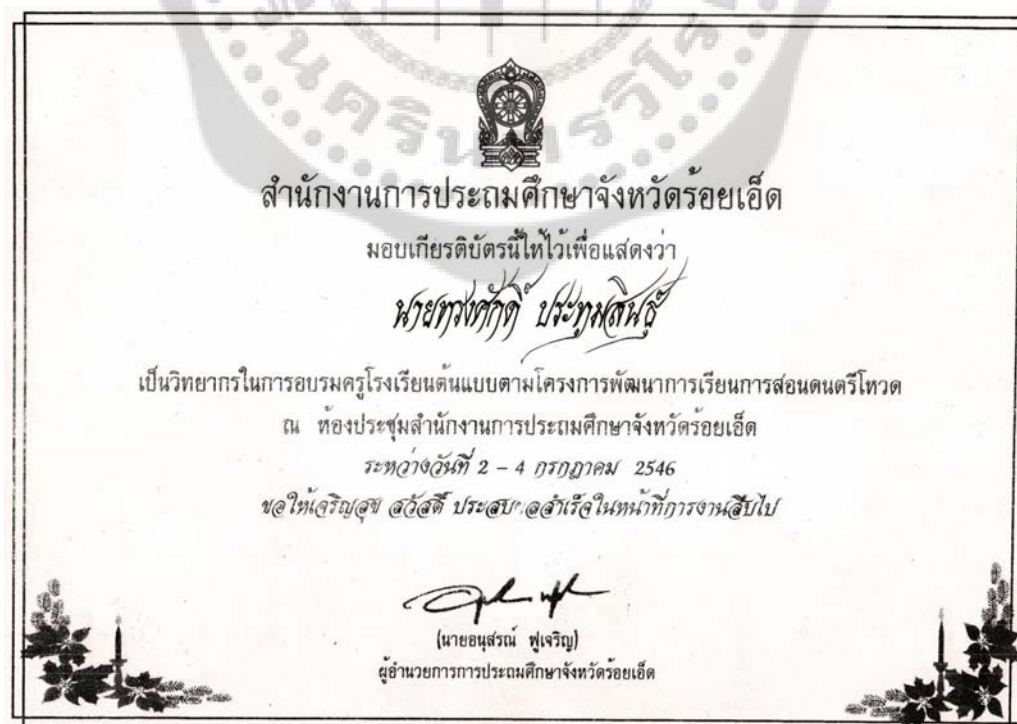 สำนักงานการประถมศึกษาจังหวัดร้อยเอ็ด
มอบเกียรติบัตรนี้ให้ไว้เพื่อแสดงว่า
นายทรงศักดิ์ ประทุมสินธุ์
เป็นวิทยากรในการอบรมครูโรงเรียนต้นแบบตามโครงการพัฒนาการเรียนการสอนดนตรีโหวด
ณ ห้องประชุมสำนักงานการประถมศึกษาจังหวัดร้อยเอ็ด
ระหว่างวันที่ 2 – 4 กรกฎาคม 2546
ขอให้เจริญสุข สวัสดิ์ ในหน้าที่การงานสืบไป
(นายอนุสรณ์ ฟูเจริญ)
ผู้อำนวยการการประถมศึกษาจังหวัดร้อยเอ็ด